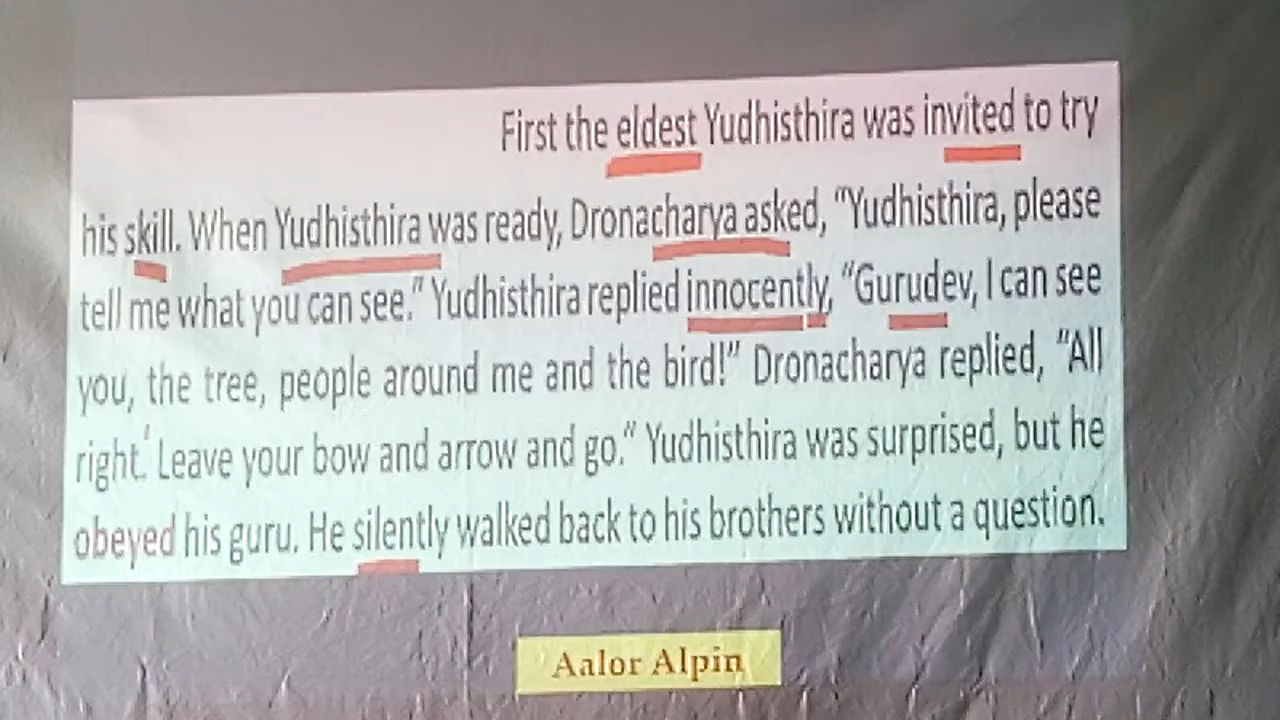 First the eldest Yudhisthira was invited to try
his skill. When Yudhisthira was ready, Dronacharya asked, “Yudhisthira, please
tell me what you can see.” Yudhisthira replied innocently, “Gurudev, I can see
you, the tree, people around me and the bird!” Dronacharya replied, “All
right.' Leave your bow and arrow and go.” Yudhisthira was surprised, but he
obeyed his guru. He silently walked back to his brothers without a question.
Aalor Alpin